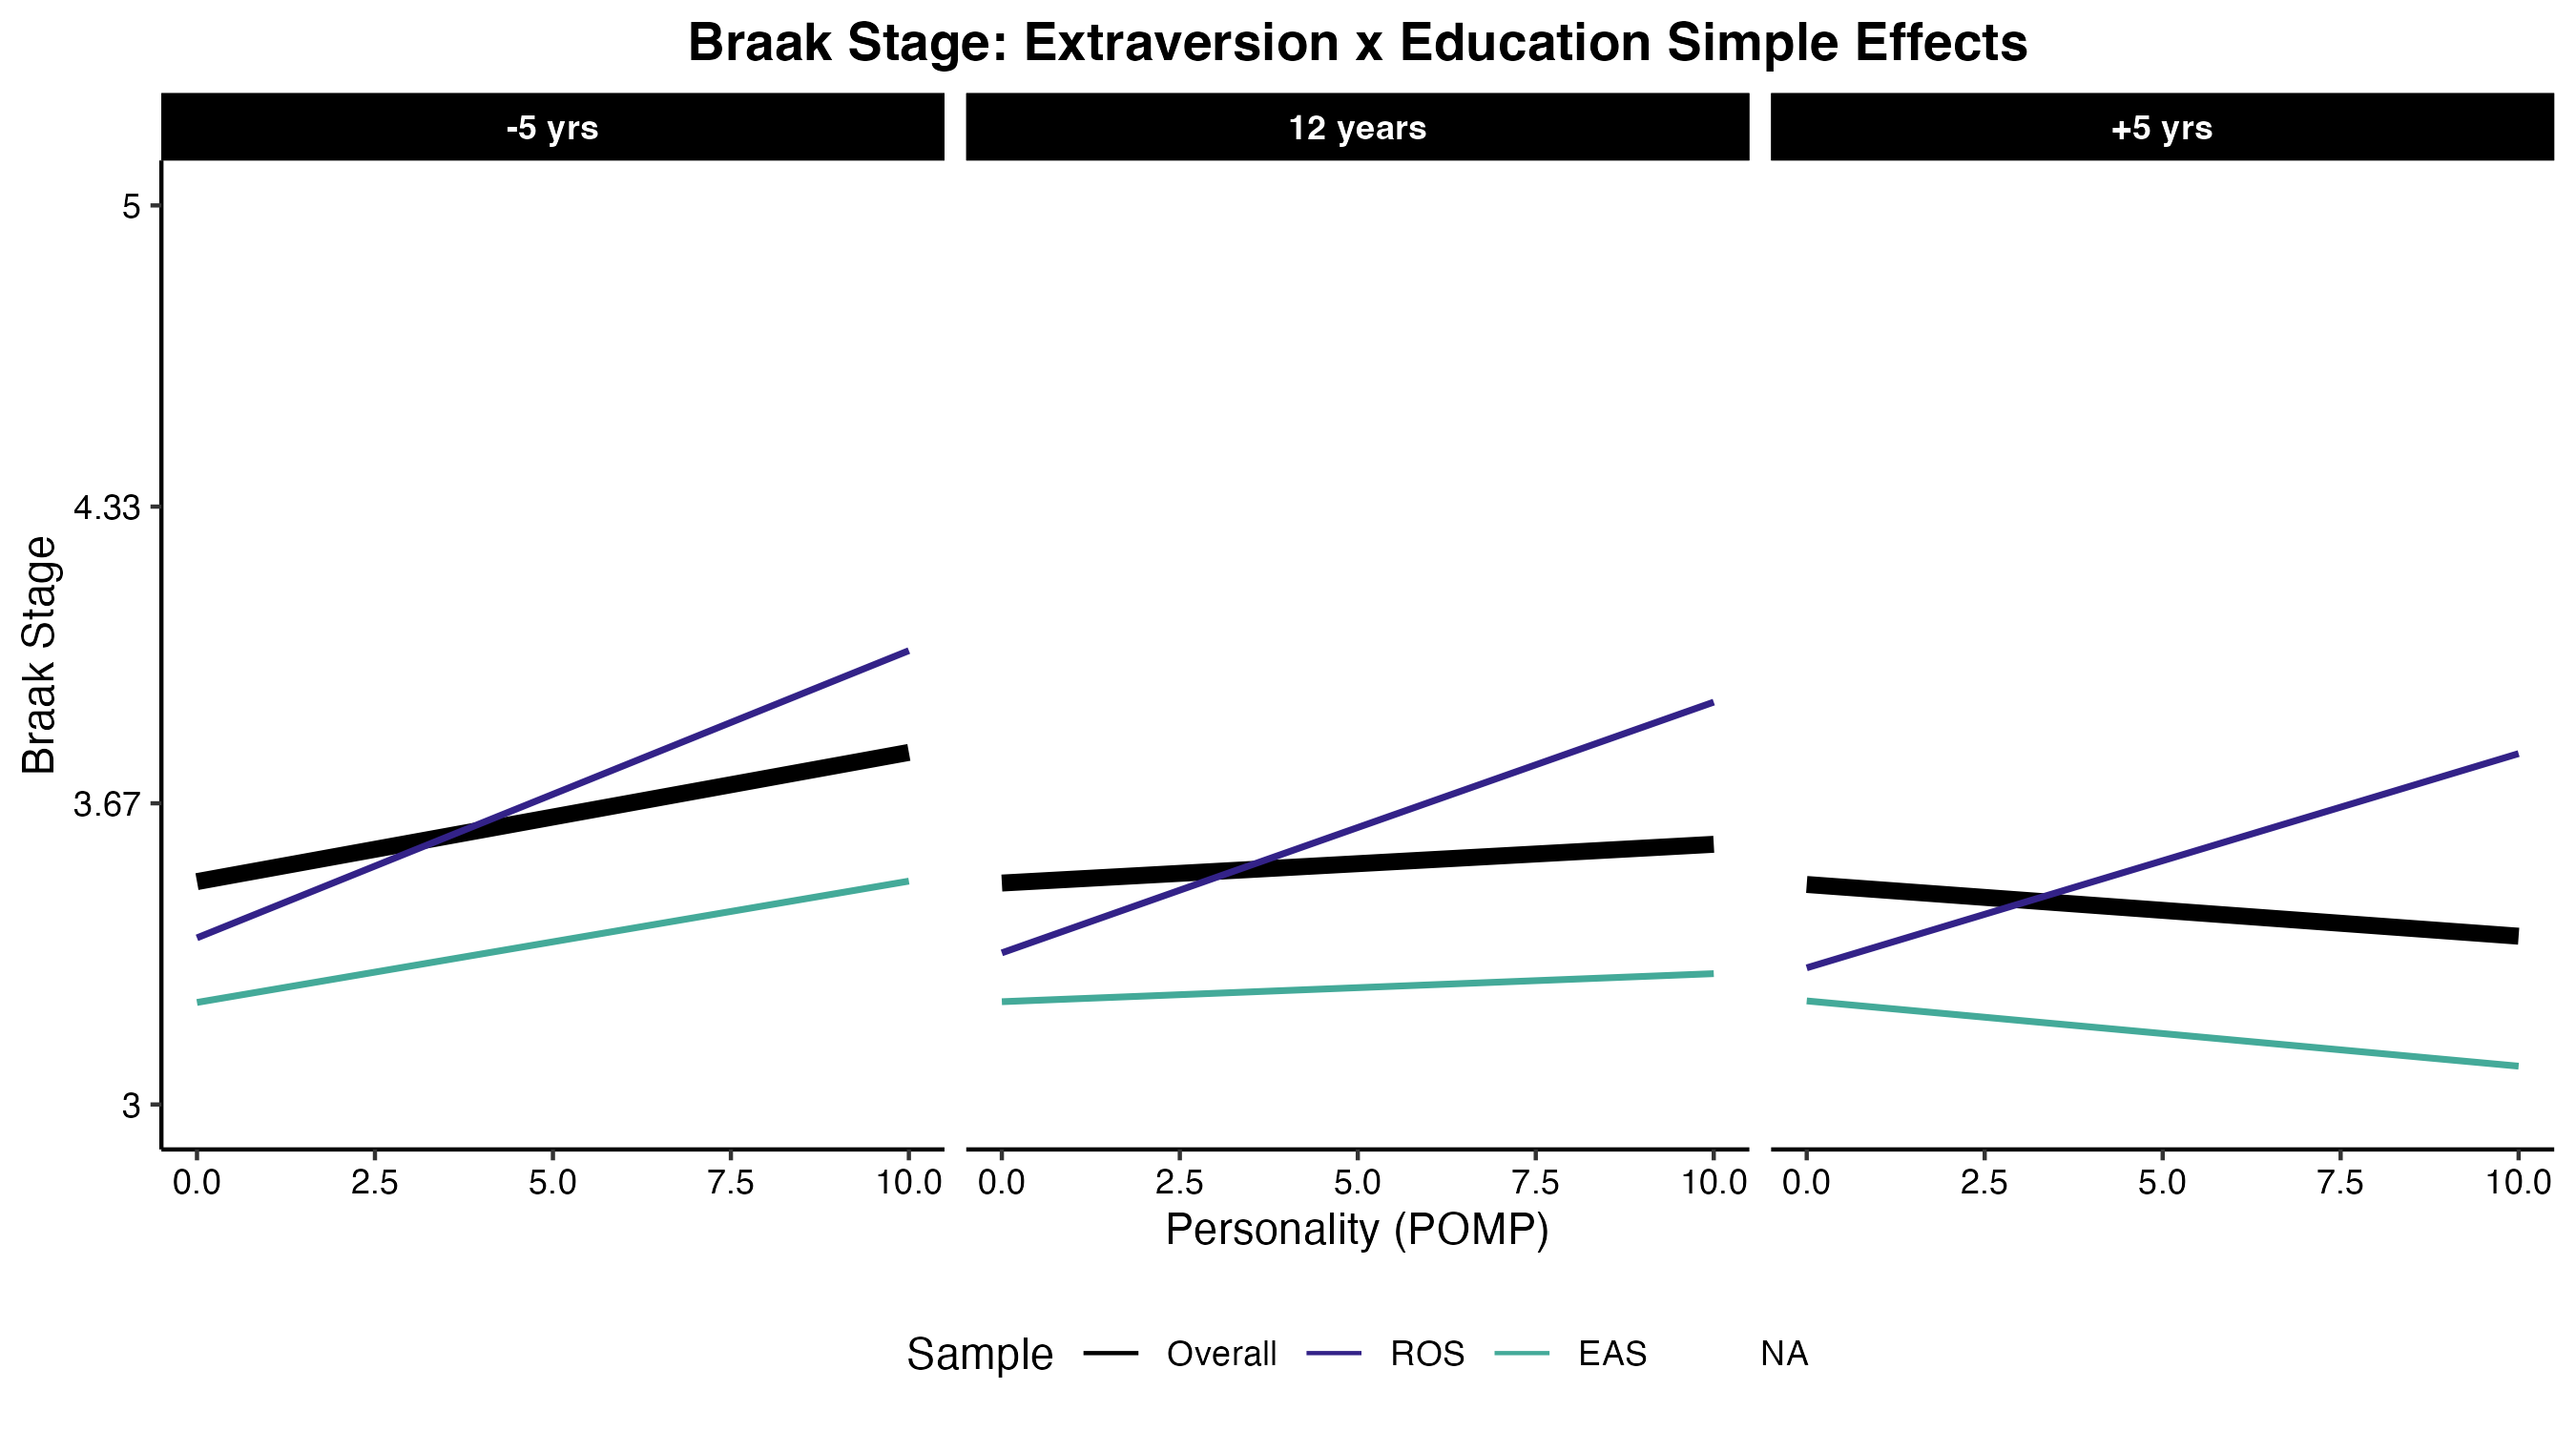 Braak Stage: Extraversion x Education Simple Effects
-5 yrs
12 years
+5 yrs
Braak Stage
5
4.33
3.67
3
0.0 2.5 5.0 7.5 10.0
0.0 2.5 5.0 7.5 10.0
0.0 2.5 5.0 7.5 10.0
Personality (POMP)
Sample Overall ROS EAS NA